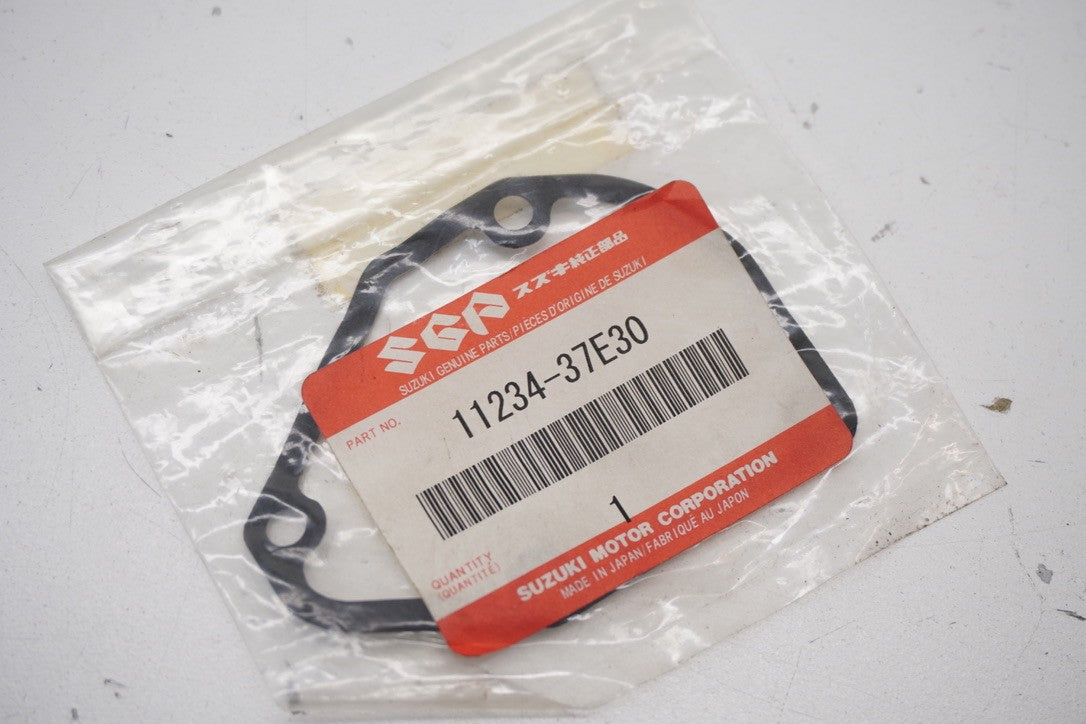 SGP スズキ純正部品
SUZUKI GENUINE PARTS/PIÈCES D'ORIGINE DE SUZUKI
PART NO.
11234-37E30
1
QUANTITY
(QUANTITÉ)
SUZUKI MOTOR CORPORATION
MADE IN JAPAN/FABRIQUÉ AU JAPON